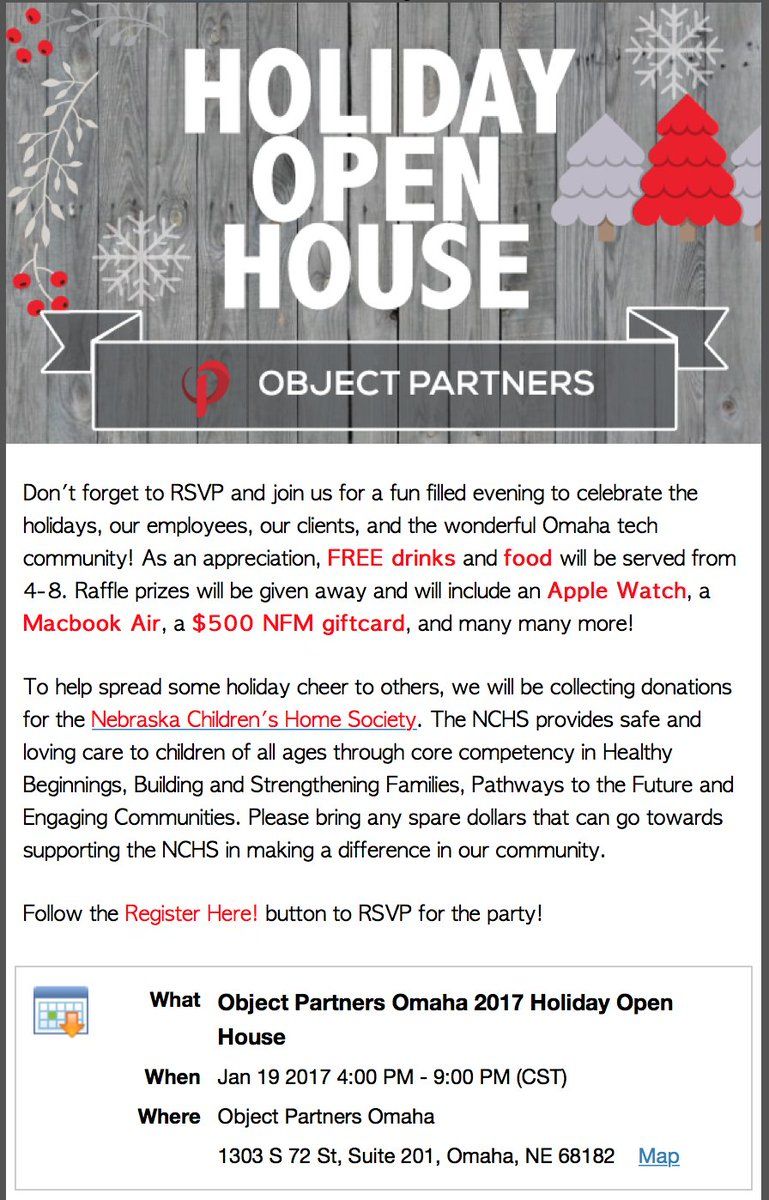 HOLIDAY
OPEN
HOUSE
OBJECT PARTNERS
Don't forget to RSVP and join us for a fun filled evening to celebrate the
holidays, our employees, our clients, and the wonderful Omaha tech
community! As an appreciation, FREE drinks and food will be served from
4-8. Raffle prizes will be given away and will include an Apple Watch, a
Macbook Air, a $500 NFM giftcard, and many many more!
To help spread some holiday cheer to others, we will be collecting donations
for the Nebraska Children's Home Society. The NCHS provides safe and
loving care to children of all ages through core competency in Healthy
Beginnings, Building and Strengthening Families, Pathways to the Future and
Engaging Communities. Please bring any spare dollars that can go towards
supporting the NCHS in making a difference in our community.
Follow the Register Here! button to RSVP for the party!
What Object Partners Omaha 2017 Holiday Open
House
When Jan 19 2017 4:00 PM - 9:00 PM (CST)
Where Object Partners Omaha
1303 S 72 St, Suite 201, Omaha, NE 68182 Map